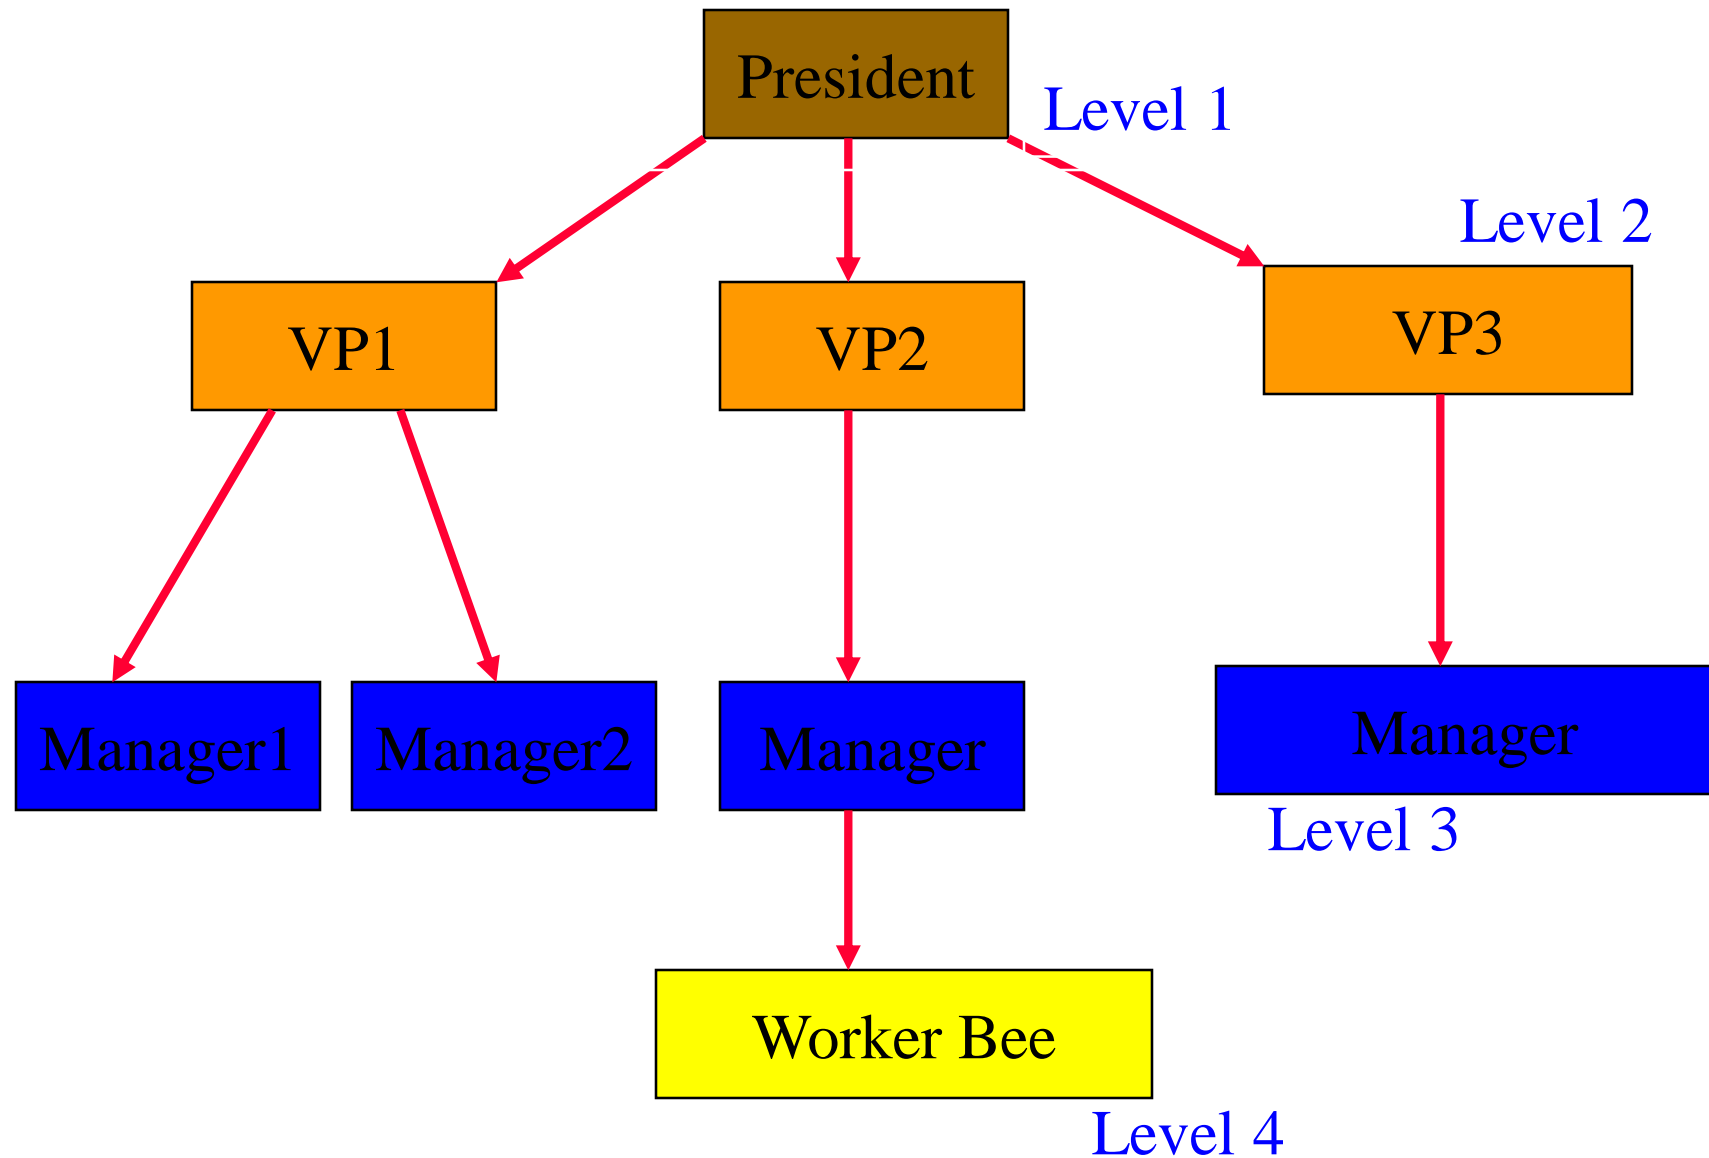 President
Level 1
Level 2
VP1
VP2
VP3
Manager1
Manager2
Manager
Manager
Level 3
Worker Bee
Level 4